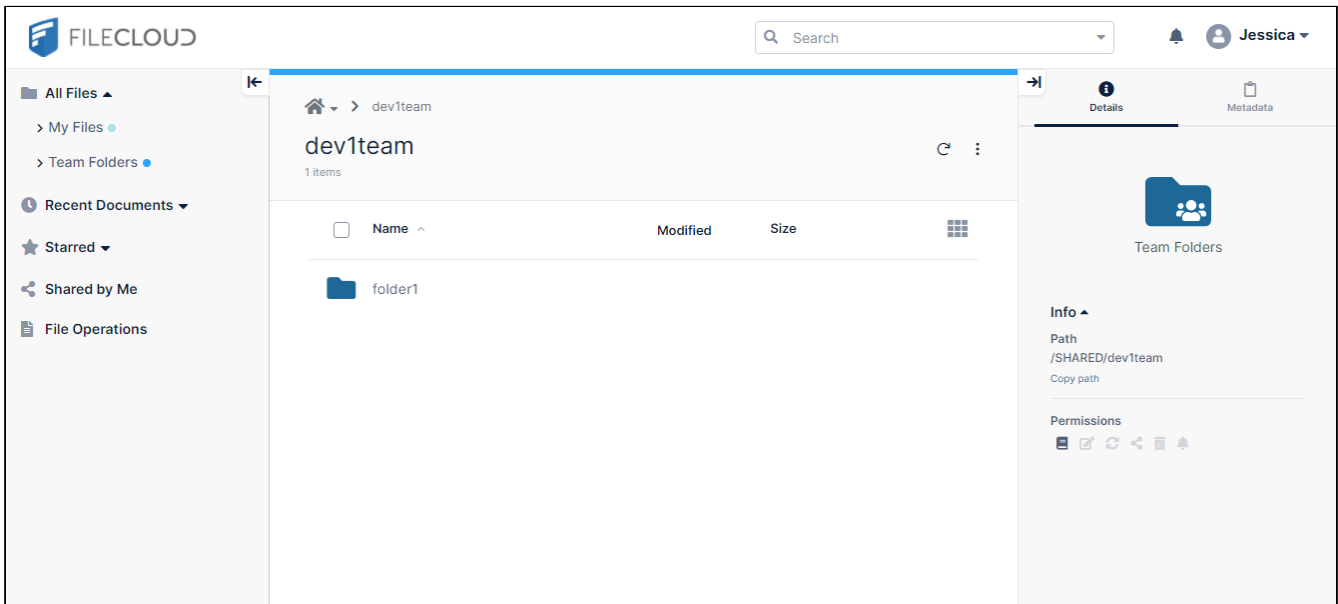 FILECLOUD
Search
Jessica
All Files
My Files
Team Folders
Recent Documents
Starred
Shared by Me
File Operations
dev1team
dev1team
1 items
Name
Modified
Size
folder1
Details
Metadata
Team Folders
Info
Path
/SHARED/dev1team
Copy path
Permissions